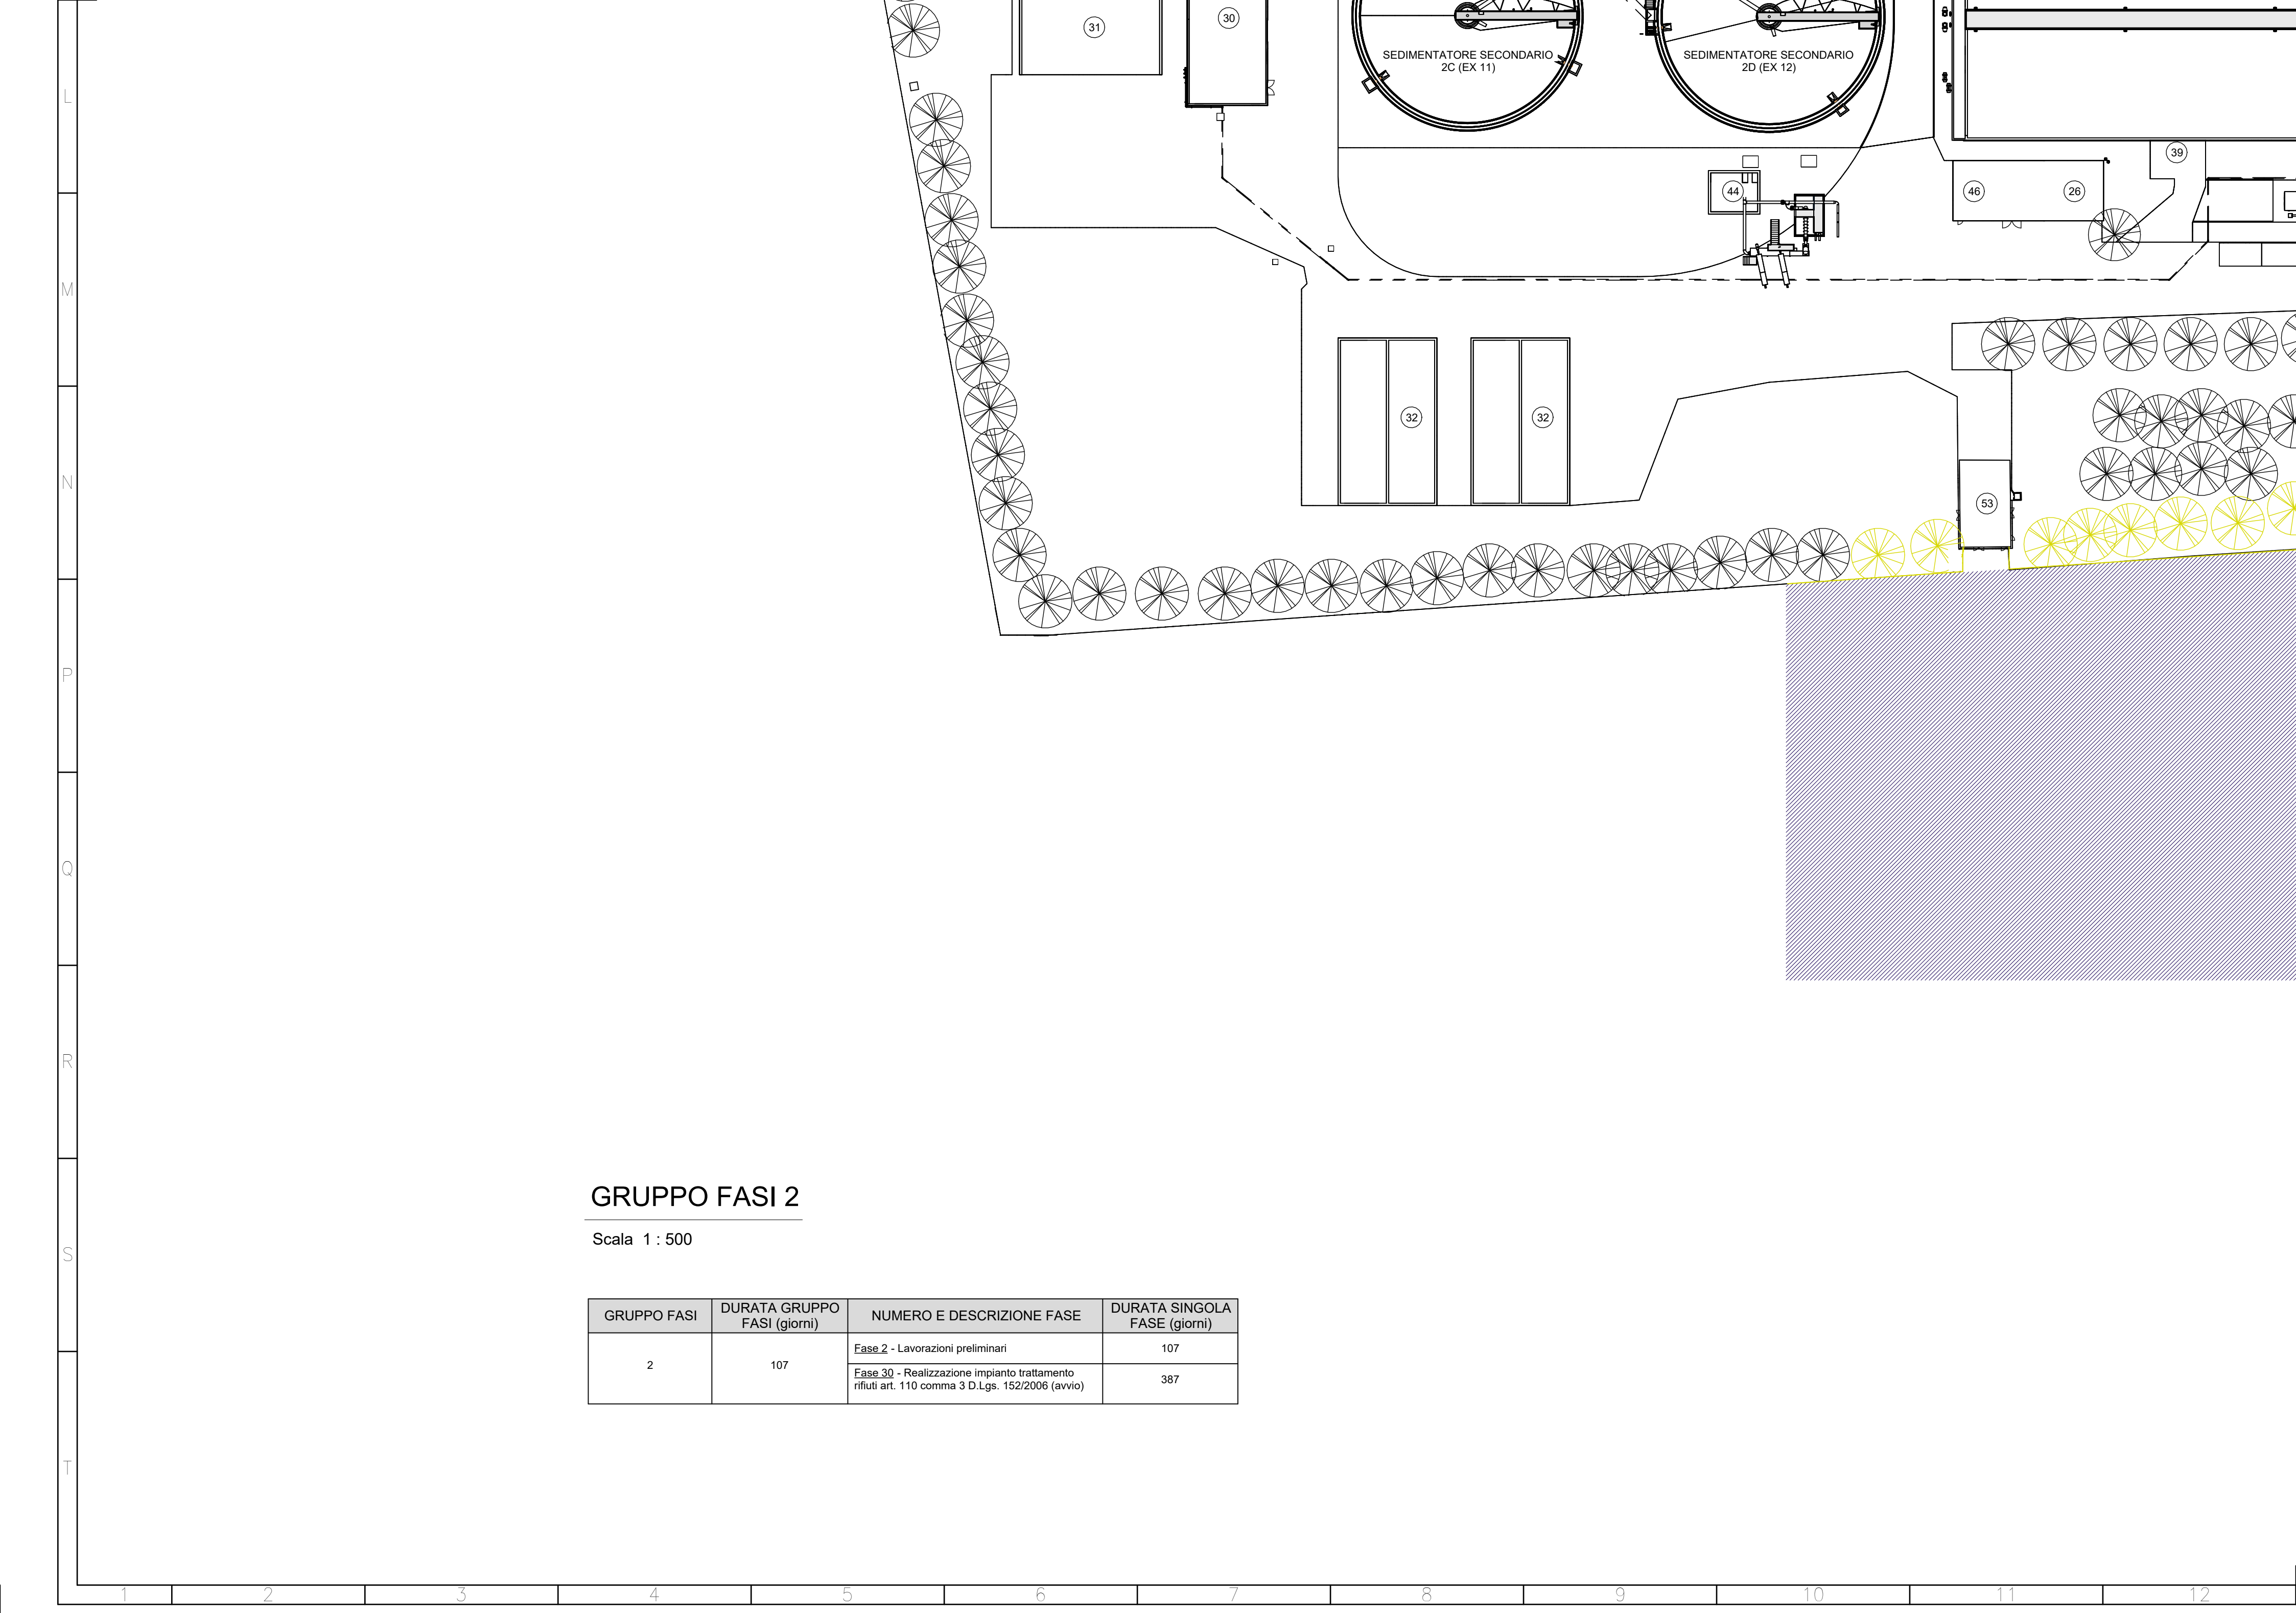 31
30
SEDIMENTATORE SECONDARIO
2C (EX 11)
SEDIMENTATORE SECONDARIO
2D (EX 12)
L
39
44
46
26
M
32
32
N
53
P
Q
R
GRUPPO FASI 2
S
Scala 1 : 500
GRUPPO FASI
DURATA GRUPPO
FASI (giorni)
NUMERO E DESCRIZIONE FASE
DURATA SINGOLA
FASE (giorni)
2
107
Fase 2 - Lavorazioni preliminari
107
Fase 30 - Realizzazione impianto trattamento
rifiuti art. 110 comma 3 D.Lgs. 152/2006 (avvio)
387
T
1 2 3 4 5 6 7 8 9 10 11 12